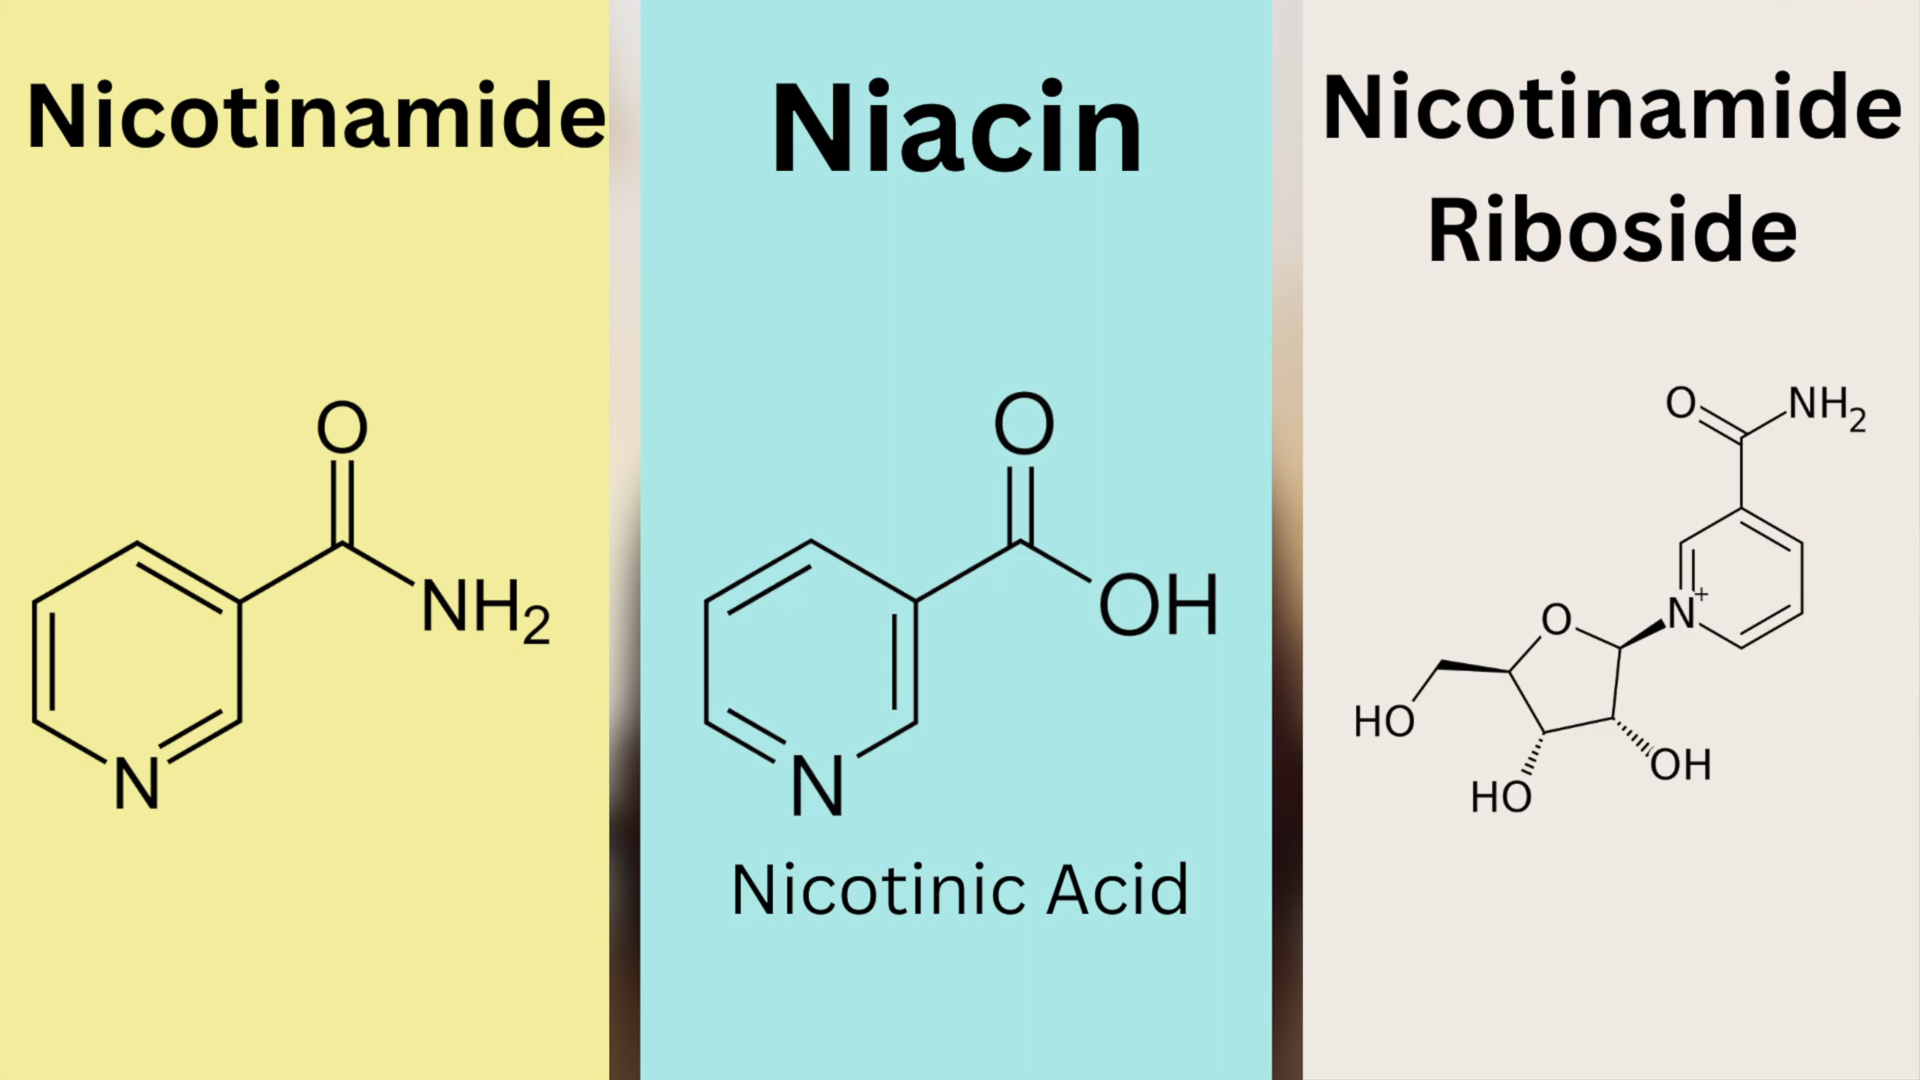 Nicotinamide
O
NH2
N
Niacin
O
OH
N
Nicotinic Acid
Nicotinamide
Riboside
O NH2
N+
O
HO
OH
HO